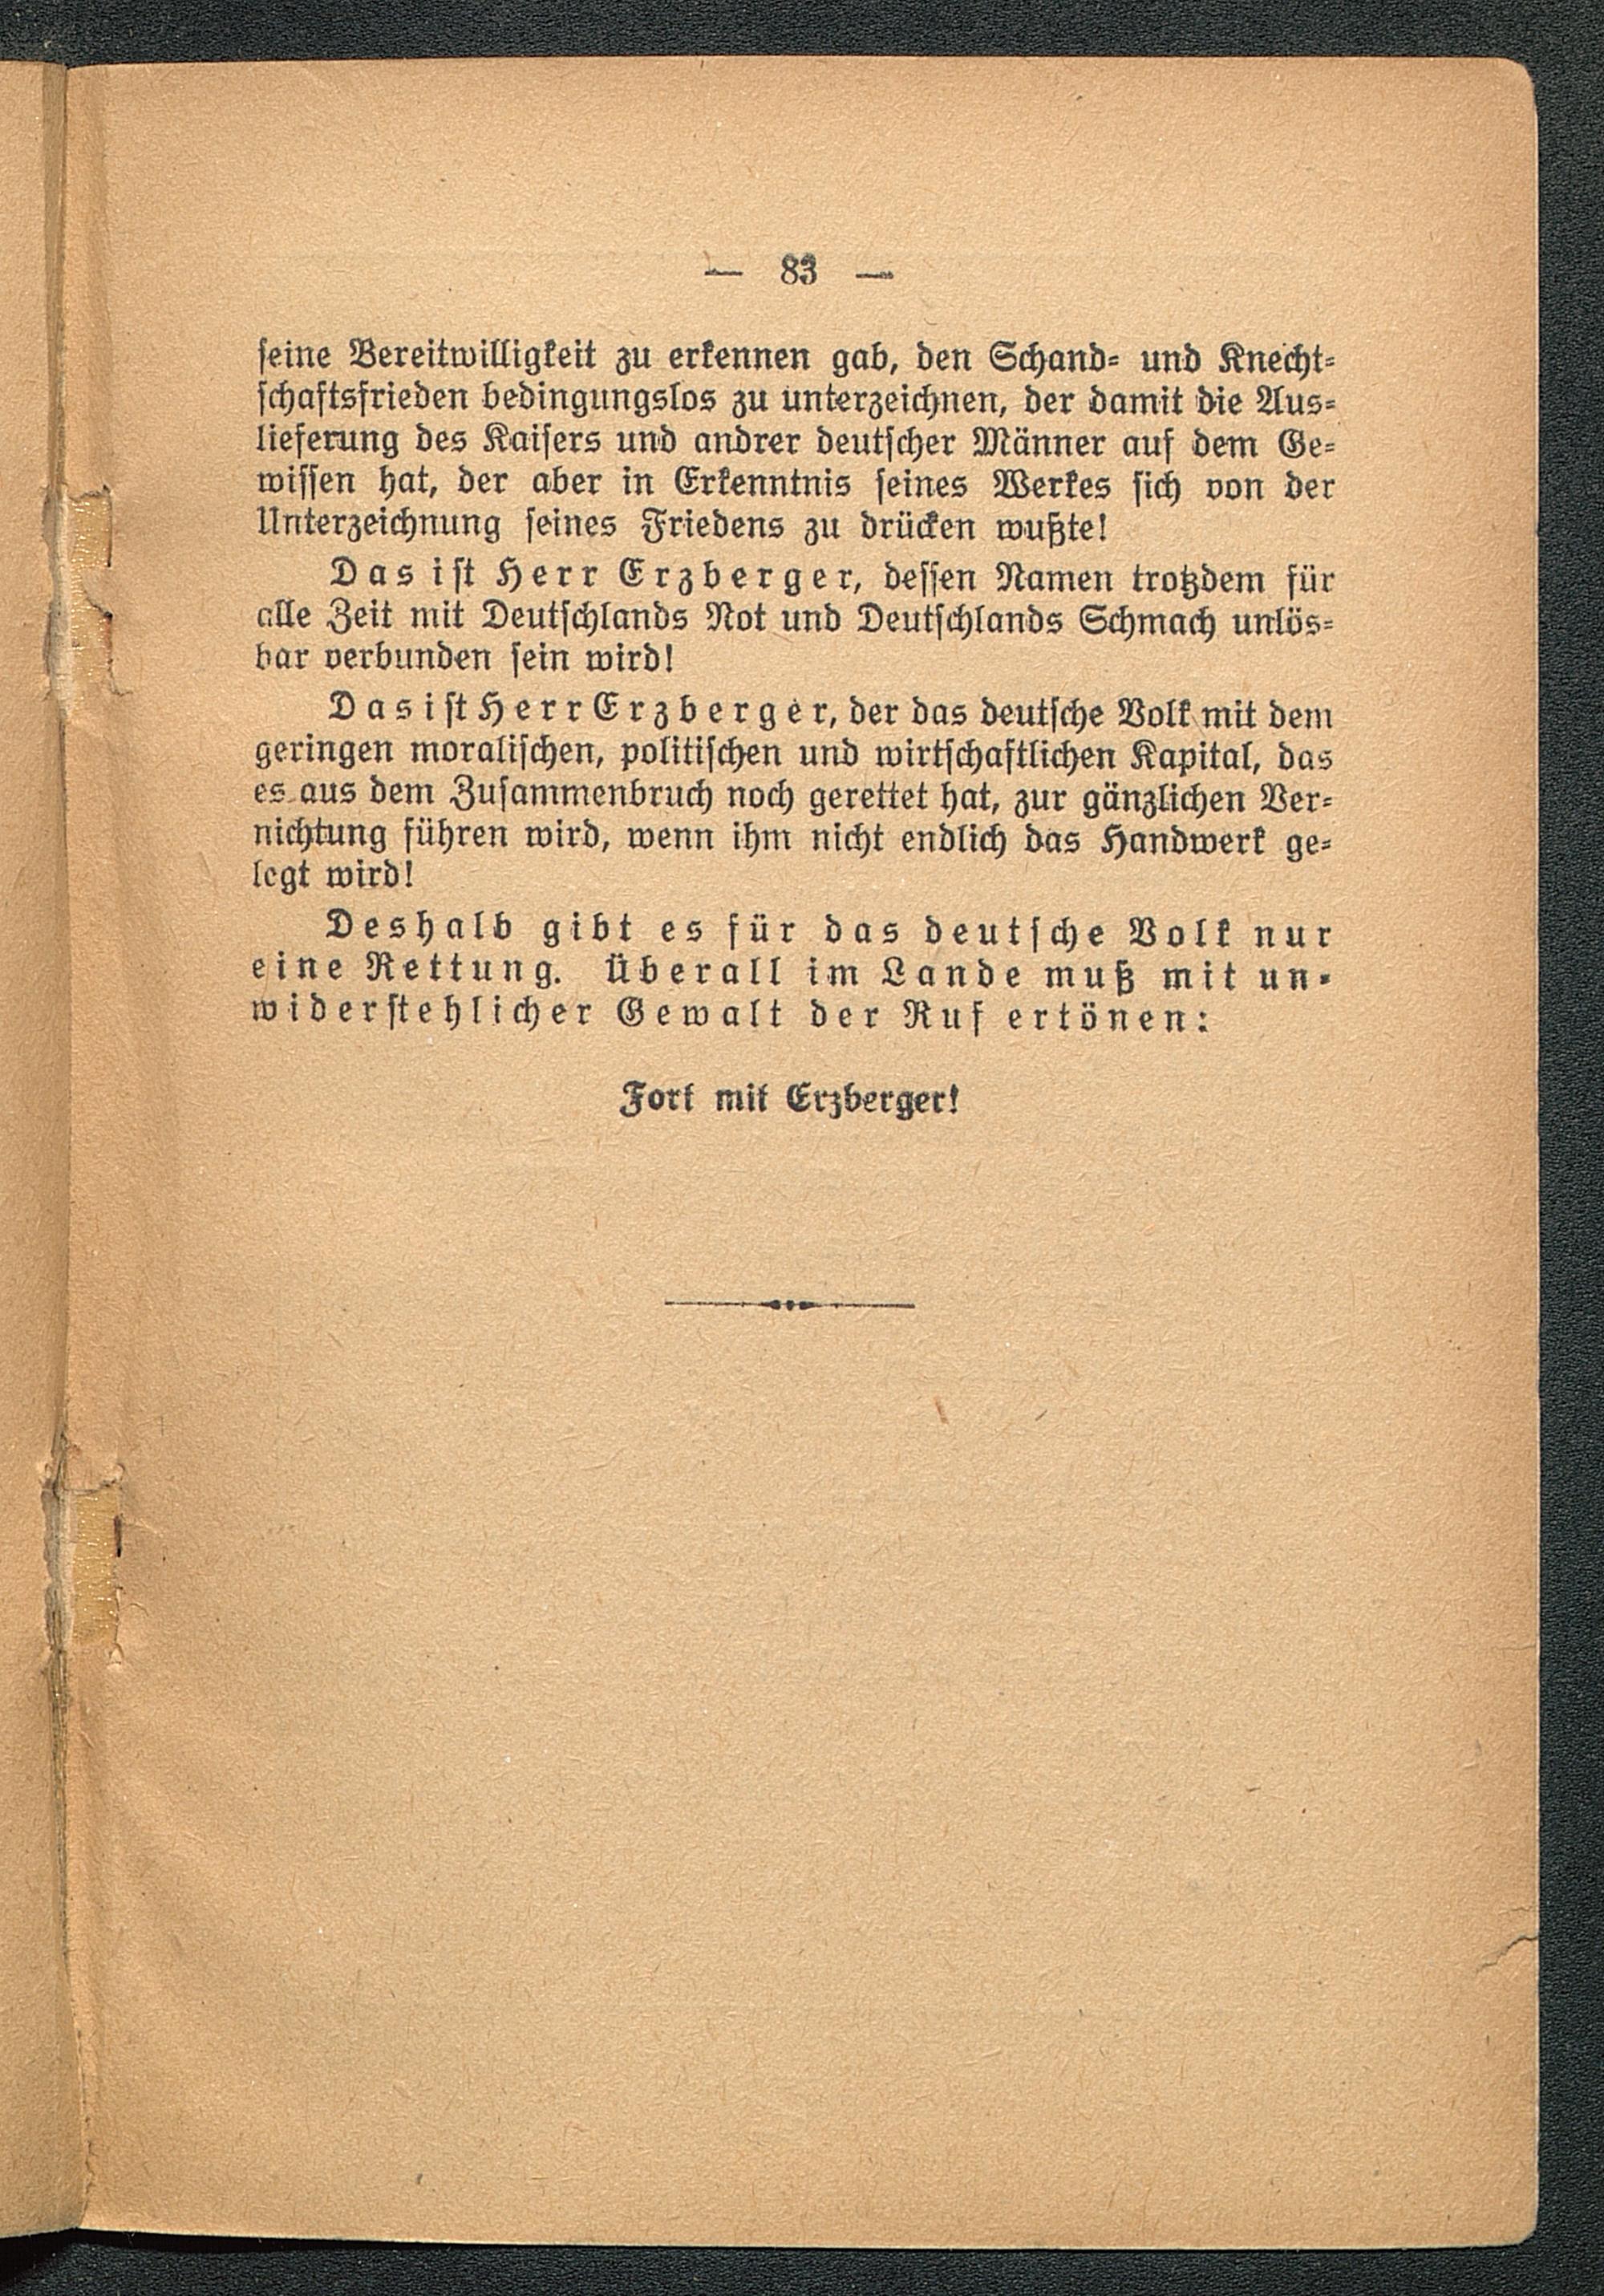 — 83 —
seine Bereitwilligkeit zu erkennen gab, den Schand- und Knecht-
schaftsfrieden bedingungslos zu unterzeichnen, der damit die Aus-
lieferung des Kaisers und andrer deutscher Männer auf dem Ge-
wissen hat, der aber in Erkenntnis seines Werkes sich von der
Unterzeichnung seines Friedens zu drücken wußte!
Das ist Herr Erzberger, dessen Namen trotzdem für
alle Zeit mit Deutschlands Not und Deutschlands Schmach unlös-
bar verbunden sein wird!
Das ist Herr Erzberger, der das deutsche Volk mit dem
geringen moralischen, politischen und wirtschaftlichen Kapital, das
es aus dem Zusammenbruch noch gerettet hat, zur gänzlichen Ver-
nichtung führen wird, wenn ihm nicht endlich das Handwerk ge-
legt wird!
Deshalb gibt es für das deutsche Volk nur
eine Rettung. Überall im Lande muß mit un-
widerstehlicher Gewalt der Ruf ertönen:
Fort mit Erzberger!